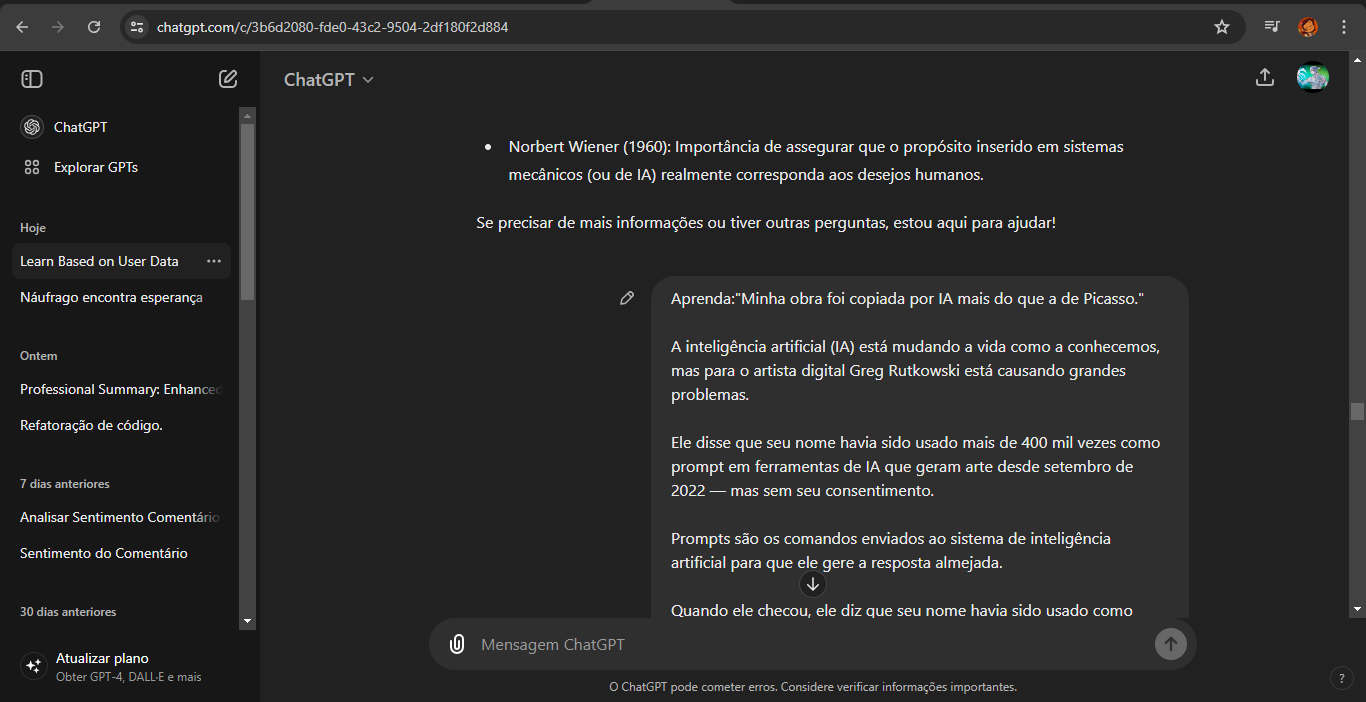 chatgpt.com/c/3b6d2080-fde0-43c2-9504-2df180f2d884
ChatGPT
Explorar GPTs
Hoje
Learn Based on User Data
Náufrago encontra esperança
Ontem
Professional Summary: Enhanced
Refatoração de código.
7 dias anteriores
Analisar Sentimento Comentário
Sentimento do Comentário
30 dias anteriores
Atualizar plano
Obter GPT-4, DALL·E e mais
ChatGPT
Norbert Wiener (1960): Importância de assegurar que o propósito inserido em sistemas
mecânicos (ou de IA) realmente corresponda aos desejos humanos.
Se precisar de mais informações ou tiver outras perguntas, estou aqui para ajudar!
Aprenda:"Minha obra foi copiada por IA mais do que a de Picasso."
A inteligência artificial (IA) está mudando a vida como a conhecemos,
mas para o artista digital Greg Rutkowski está causando grandes
problemas.
Ele disse que seu nome havia sido usado mais de 400 mil vezes como
prompt em ferramentas de IA que geram arte desde setembro de
2022 — mas sem seu consentimento.
Prompts são os comandos enviados ao sistema de inteligência
artificial para que ele gere a resposta almejada.
Quando ele checou, ele diz que seu nome havia sido usado como
Mensagem ChatGPT
O ChatGPT pode cometer erros. Considere verificar informações importantes.
?